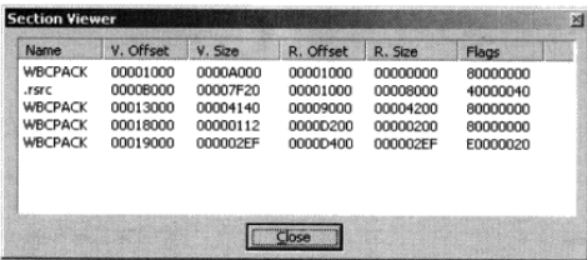 Section Viewer
Name V. Offset V. Size R. Offset R. Size Flags
WBCPACK 00001000 0000A000 00001000 00000000 80000000
.rsrc 0000B000 00007F20 00001000 00008000 40000040
WBCPACK 00013000 00004140 00009000 00004200 80000000
WBCPACK 00018000 00000112 0000D200 00000200 80000000
WBCPACK 00019000 000002EF 0000D400 000002EF E0000020
Close